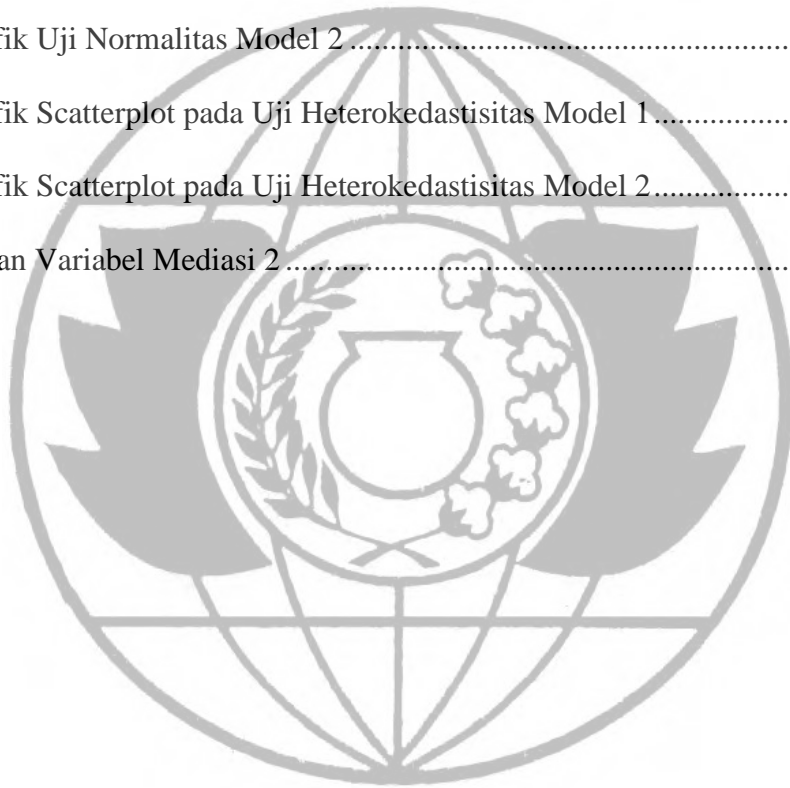 fik Uji Normalitas Model 2 ...........................................................
fik Scatterplot pada Uji Heterokedastisitas Model 1.................
fik Scatterplot pada Uji Heterokedastisitas Model 2.................
an Variabel Mediasi 2 ....................................................................